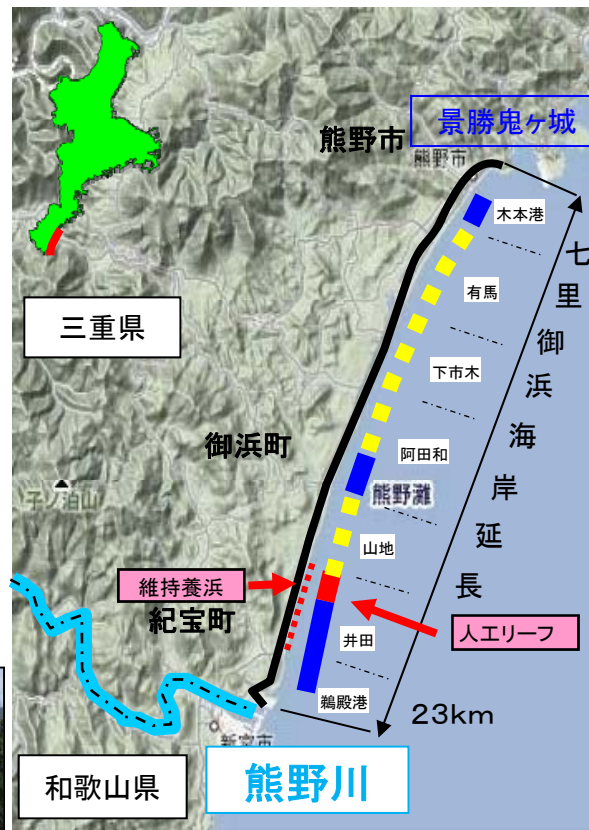 景勝鬼ヶ城
熊野市
熊野市
木本港
七里御浜海岸延長
有馬
三重県
下市木
御浜町
阿田和
熊野灘
子ノ泊山
山地
維持養浜
紀宝町
人工リーフ
井田
鵜殿港
23km
新宮市
和歌山県
熊野川